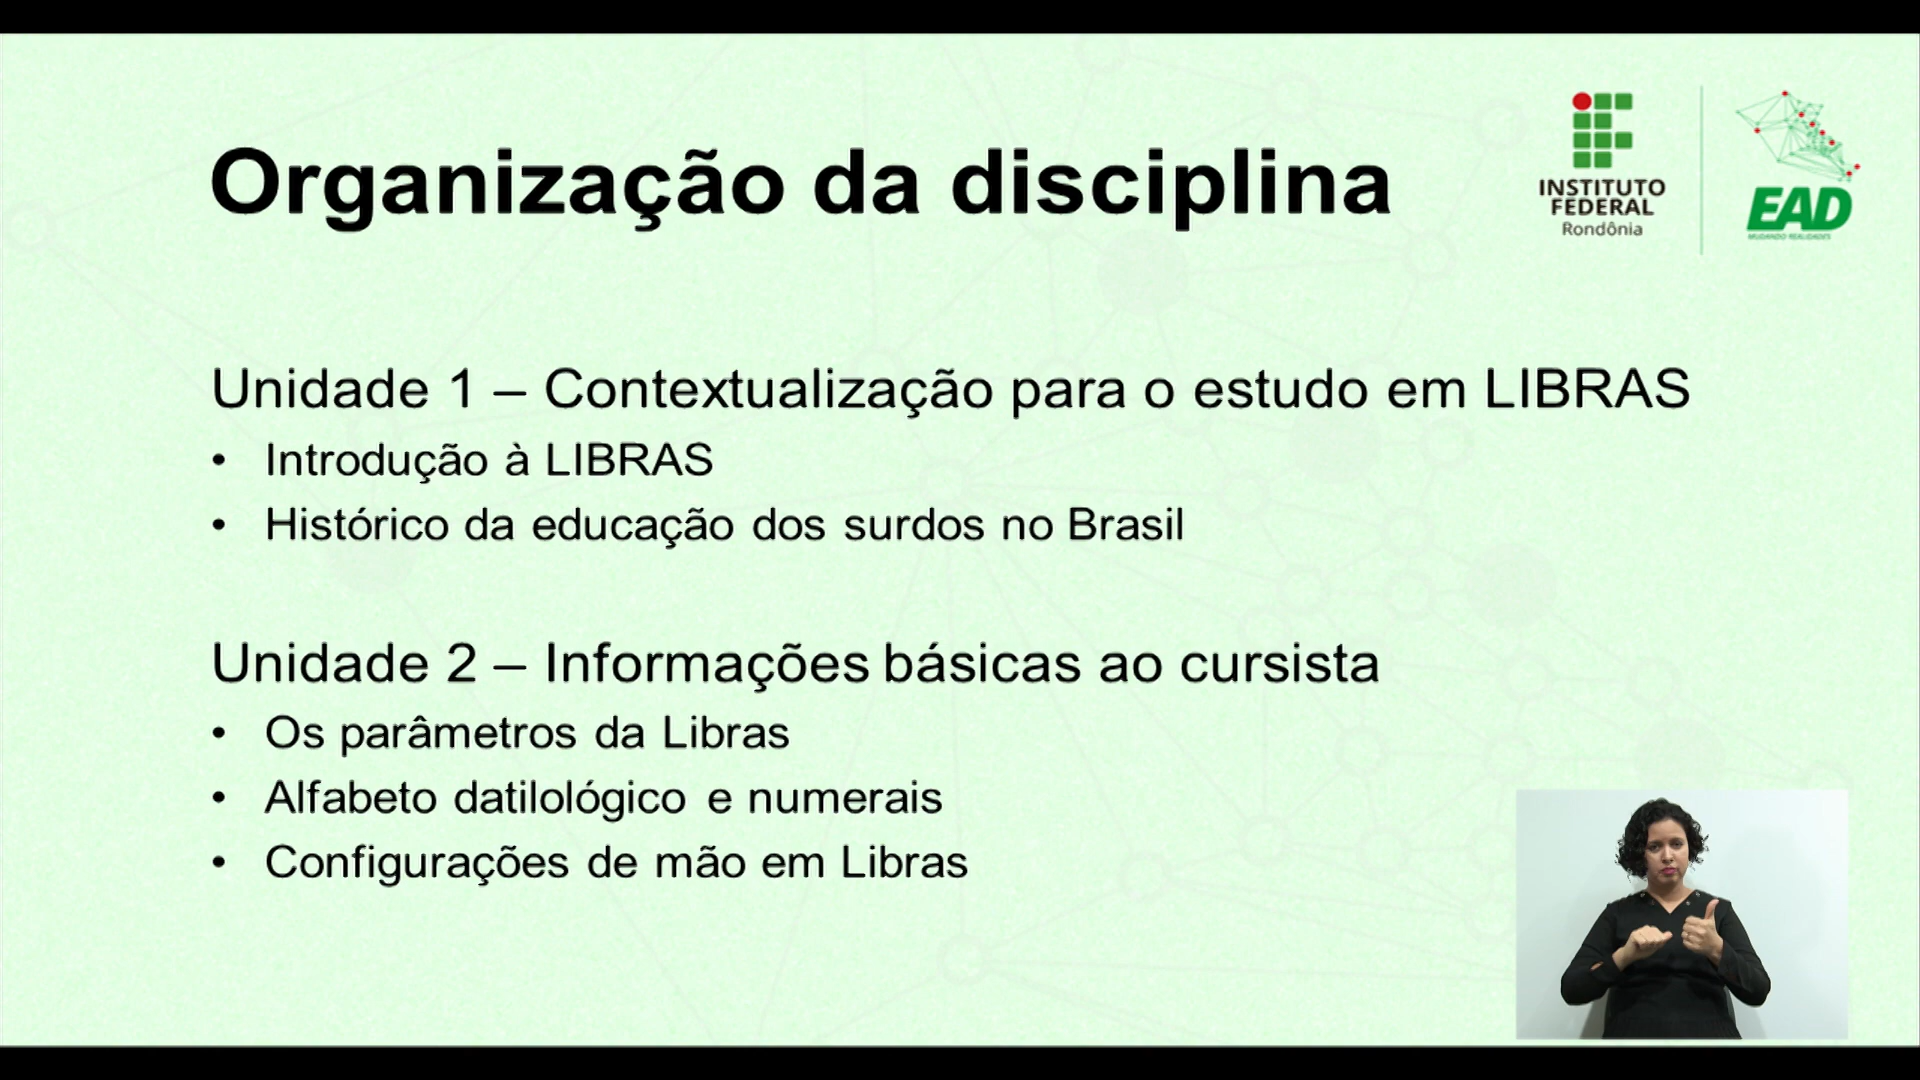 Organização da disciplina
INSTITUTO
FEDERAL
Rondônia
EAD
MUDANDO REALIDADES
Unidade 1 – Contextualização para o estudo em LIBRAS
• Introdução à LIBRAS
• Histórico da educação dos surdos no Brasil
Unidade 2 – Informações básicas ao cursista
• Os parâmetros da Libras
• Alfabeto datilológico e numerais
• Configurações de mão em Libras